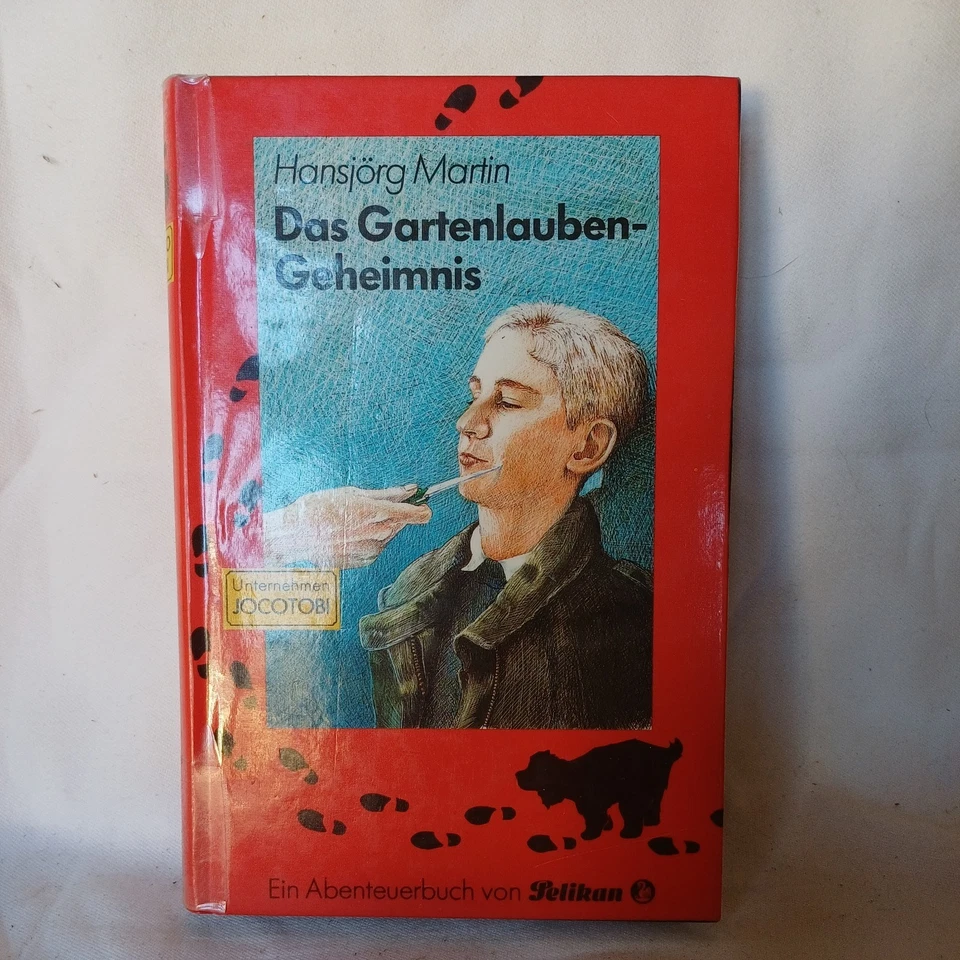 Hansjörg Martin
Das Gartenlauben-
Geheimnis
Unternehmen
JOCOTOBI
Ein Abenteuerbuch von Pelikan